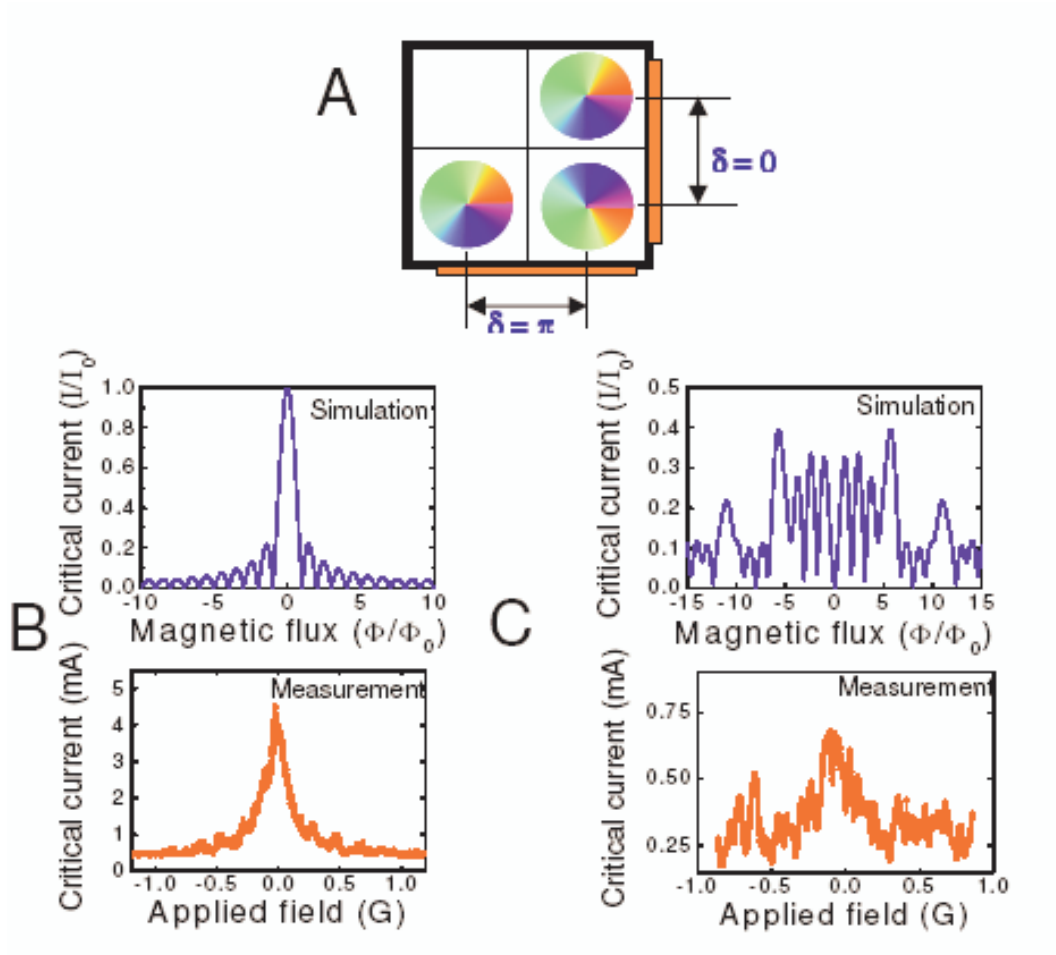 A
δ = 0
δ = π
B
Critical current (I/I0)
1.0
0.8
0.6
0.4
0.2
0.0
Simulation
-10
-5
0
5
10
Magnetic flux (Φ/Φ0)
Critical current (mA)
5
4
3
2
1
0
Measurement
-1.0
-0.5
0.0
0.5
1.0
Applied field (G)
C
Critical current (I/I0)
0.5
0.4
0.3
0.2
0.1
0.0
Simulation
-15
-10
-5
0
5
10
15
Magnetic flux (Φ/Φ0)
Critical current (mA)
0.75
0.50
0.25
Measurement
-1.0
-0.5
0.0
0.5
1.0
Applied field (G)